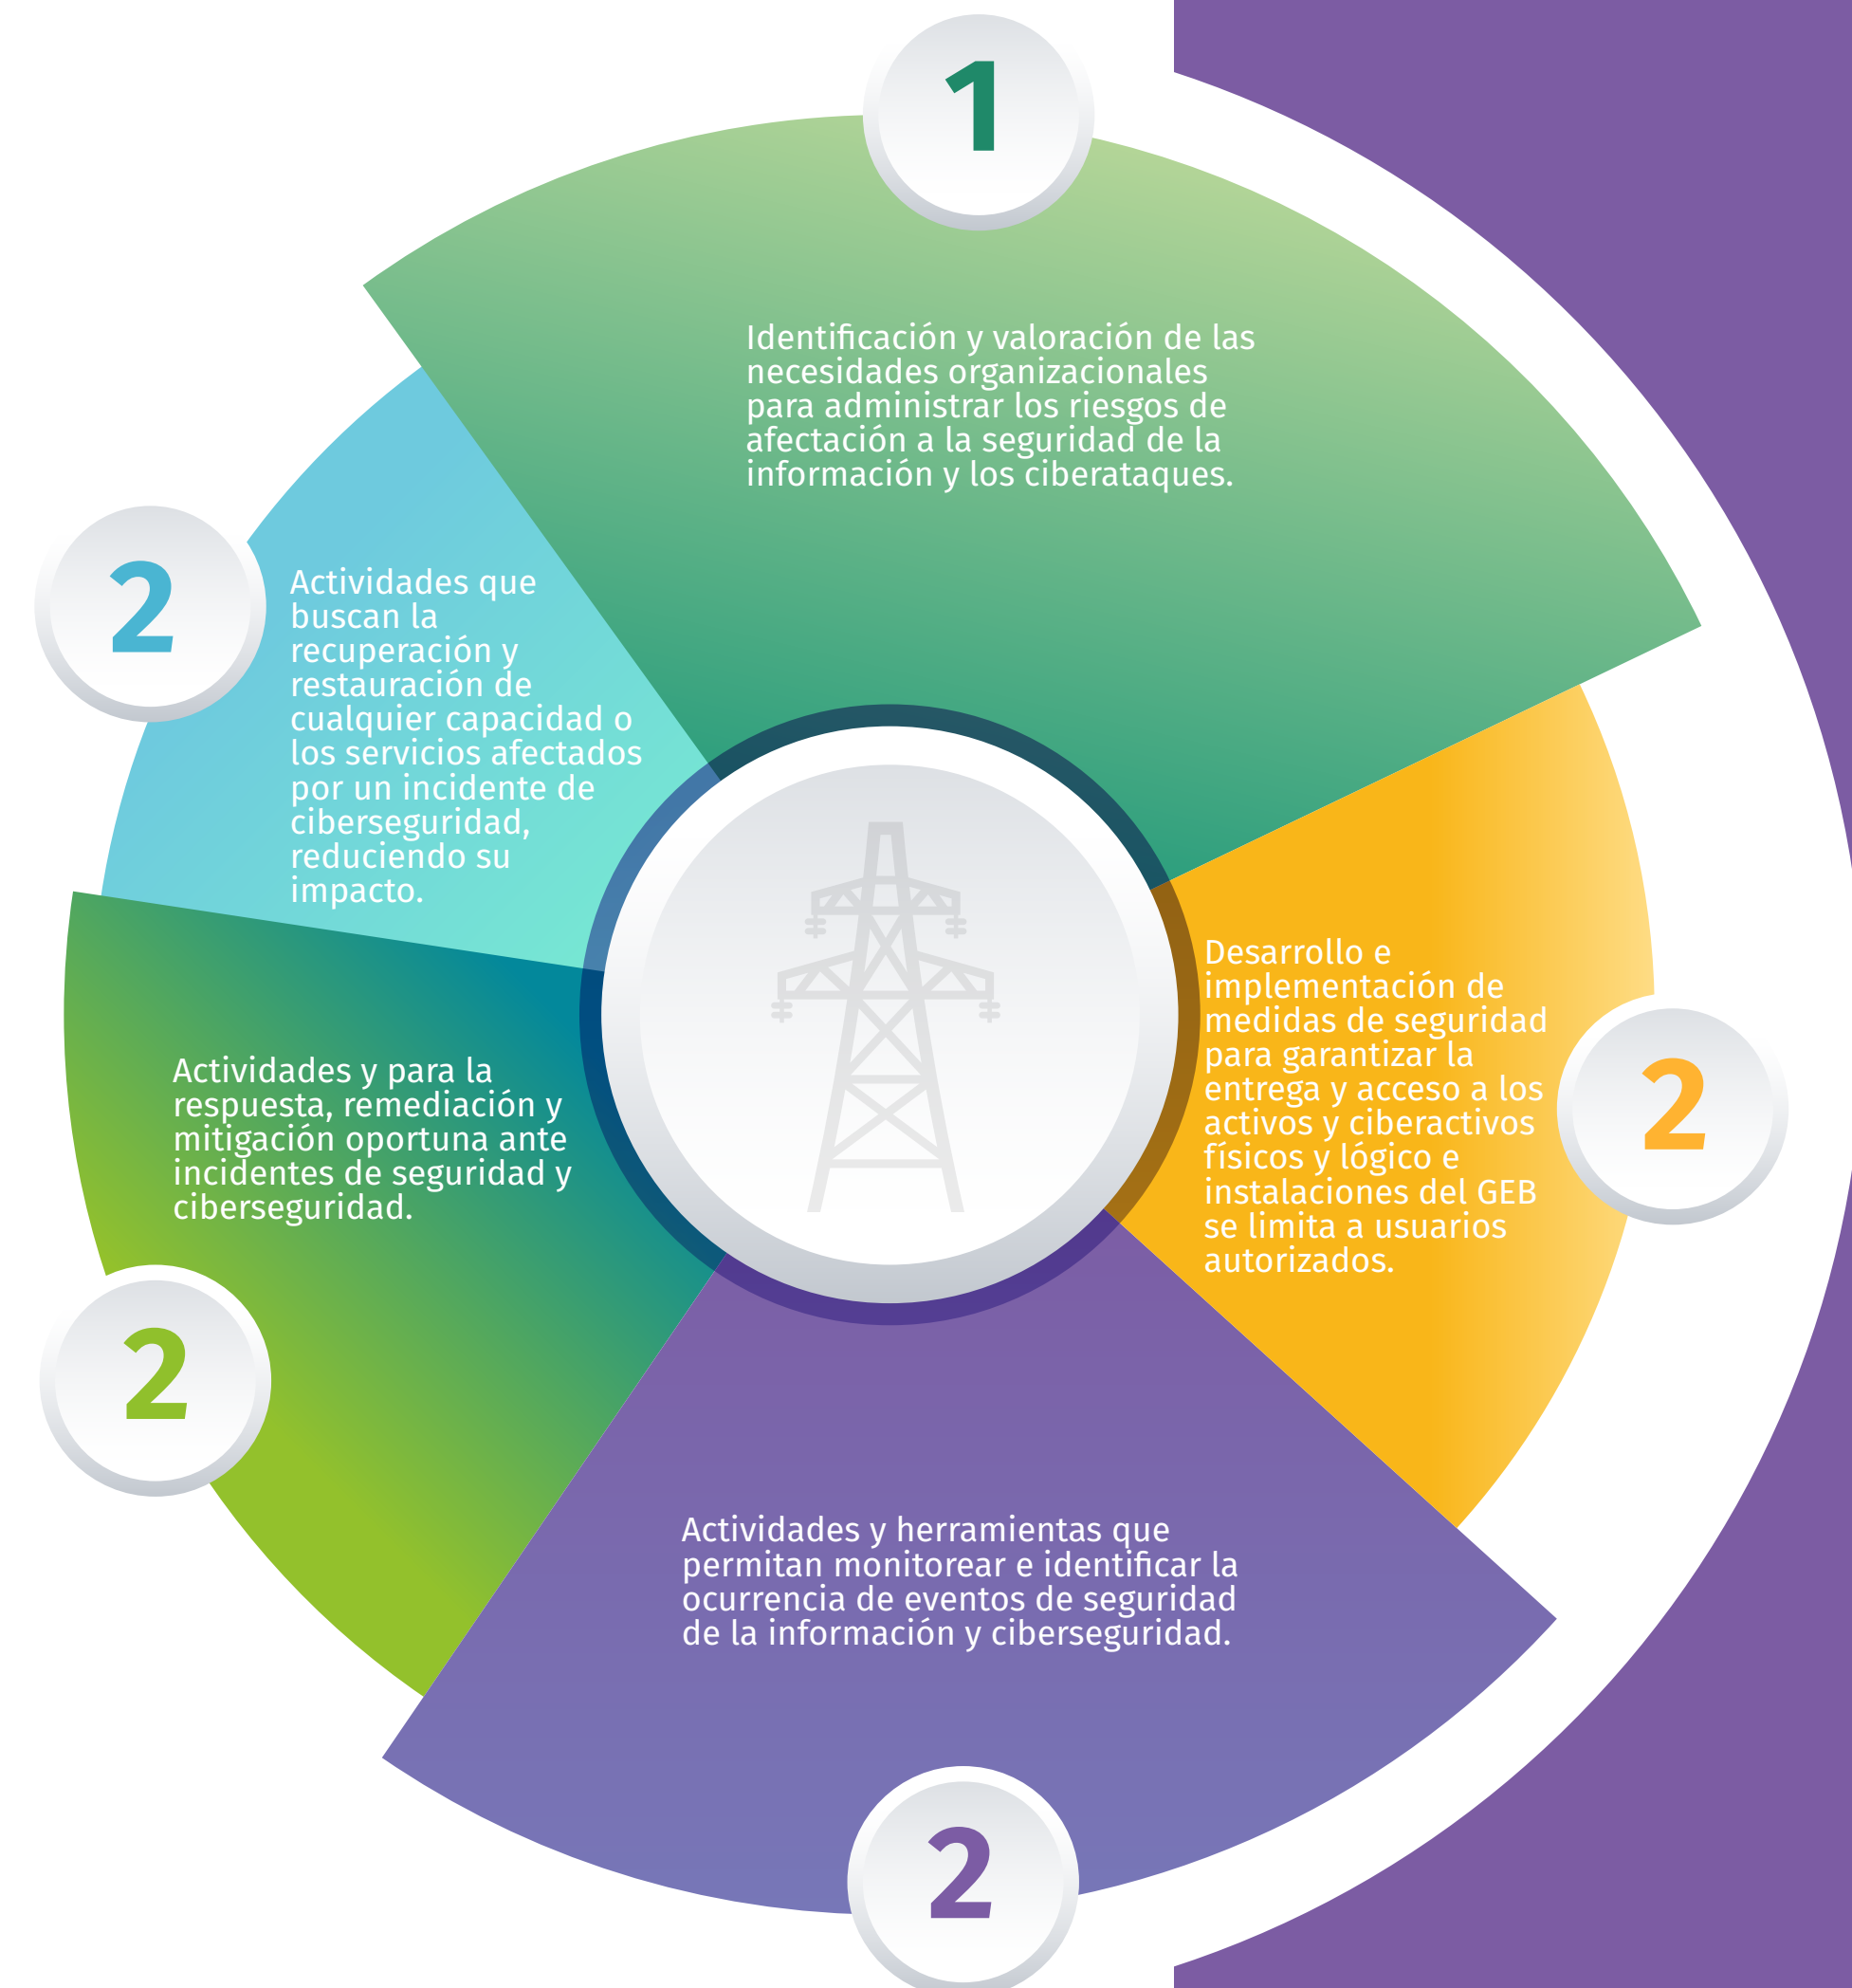 1
Identificación y valoración de las
necesidades organizacionales
para administrar los riesgos de
afectación a la seguridad de la
información y los ciberataques.
2
Desarrollo e
implementación de
medidas de seguridad
para garantizar la
entrega y acceso a los
activos y ciberactivos
físicos y lógico e
instalaciones del GEB
se limita a usuarios
autorizados.
2
Actividades y herramientas que
permitan monitorear e identificar la
ocurrencia de eventos de seguridad
de la información y ciberseguridad.
2
Actividades y para la
respuesta, remediación y
mitigación oportuna ante
incidentes de seguridad y
ciberseguridad.
2
Actividades que
buscan la
recuperación y
restauración de
cualquier capacidad o
los servicios afectados
por un incidente de
ciberseguridad,
reduciendo su
impacto.